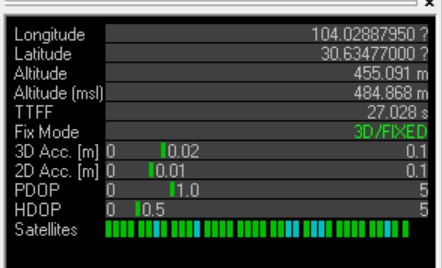 Longitude 104.02887950 ?
Latitude 30.63477000 ?
Altitude 455.091 m
Altitude (msl) 484.868 m
TTFF 27.028 s
Fix Mode 3D/FIXED
3D Acc. [m] 0 0.02 0.1
2D Acc. [m] 0 0.01 0.1
PDOP 0 1.0 5
HDOP 0 0.5 5
Satellites